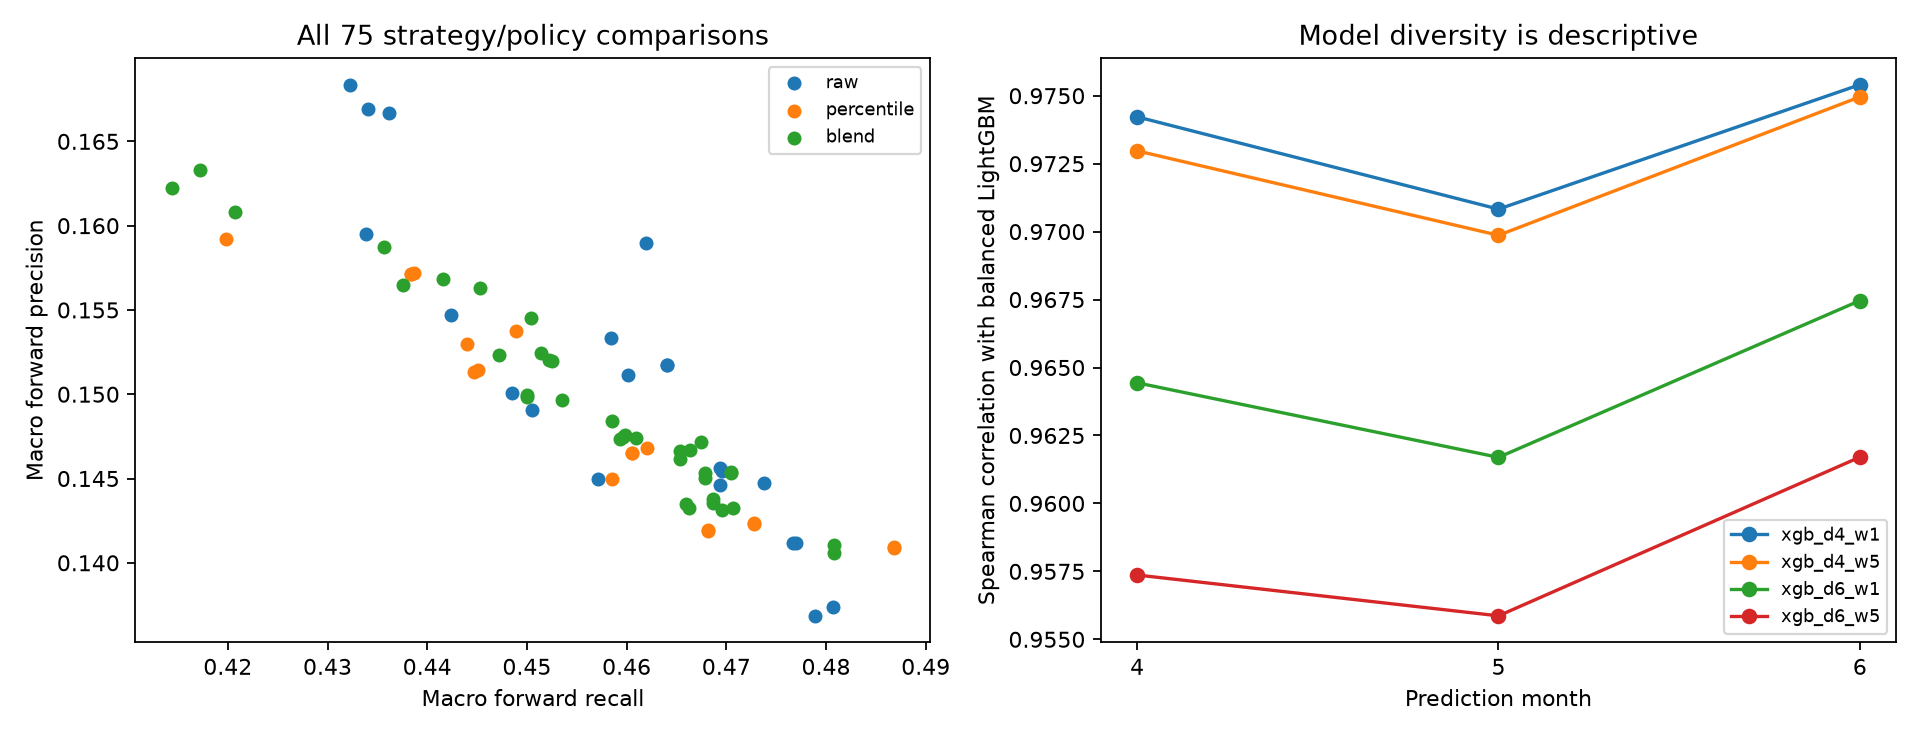 All 75 strategy/policy comparisons
Macro forward precision
0.165
0.160
0.155
0.150
0.145
0.140
raw
percentile
blend
0.42 0.43 0.44 0.45 0.46 0.47 0.48 0.49
Macro forward recall
Model diversity is descriptive
Spearman correlation with balanced LightGBM
0.9750
0.9725
0.9700
0.9675
0.9650
0.9625
0.9600
0.9575
0.9550
xgb_d4_w1
xgb_d4_w5
xgb_d6_w1
xgb_d6_w5
4 5 6
Prediction month